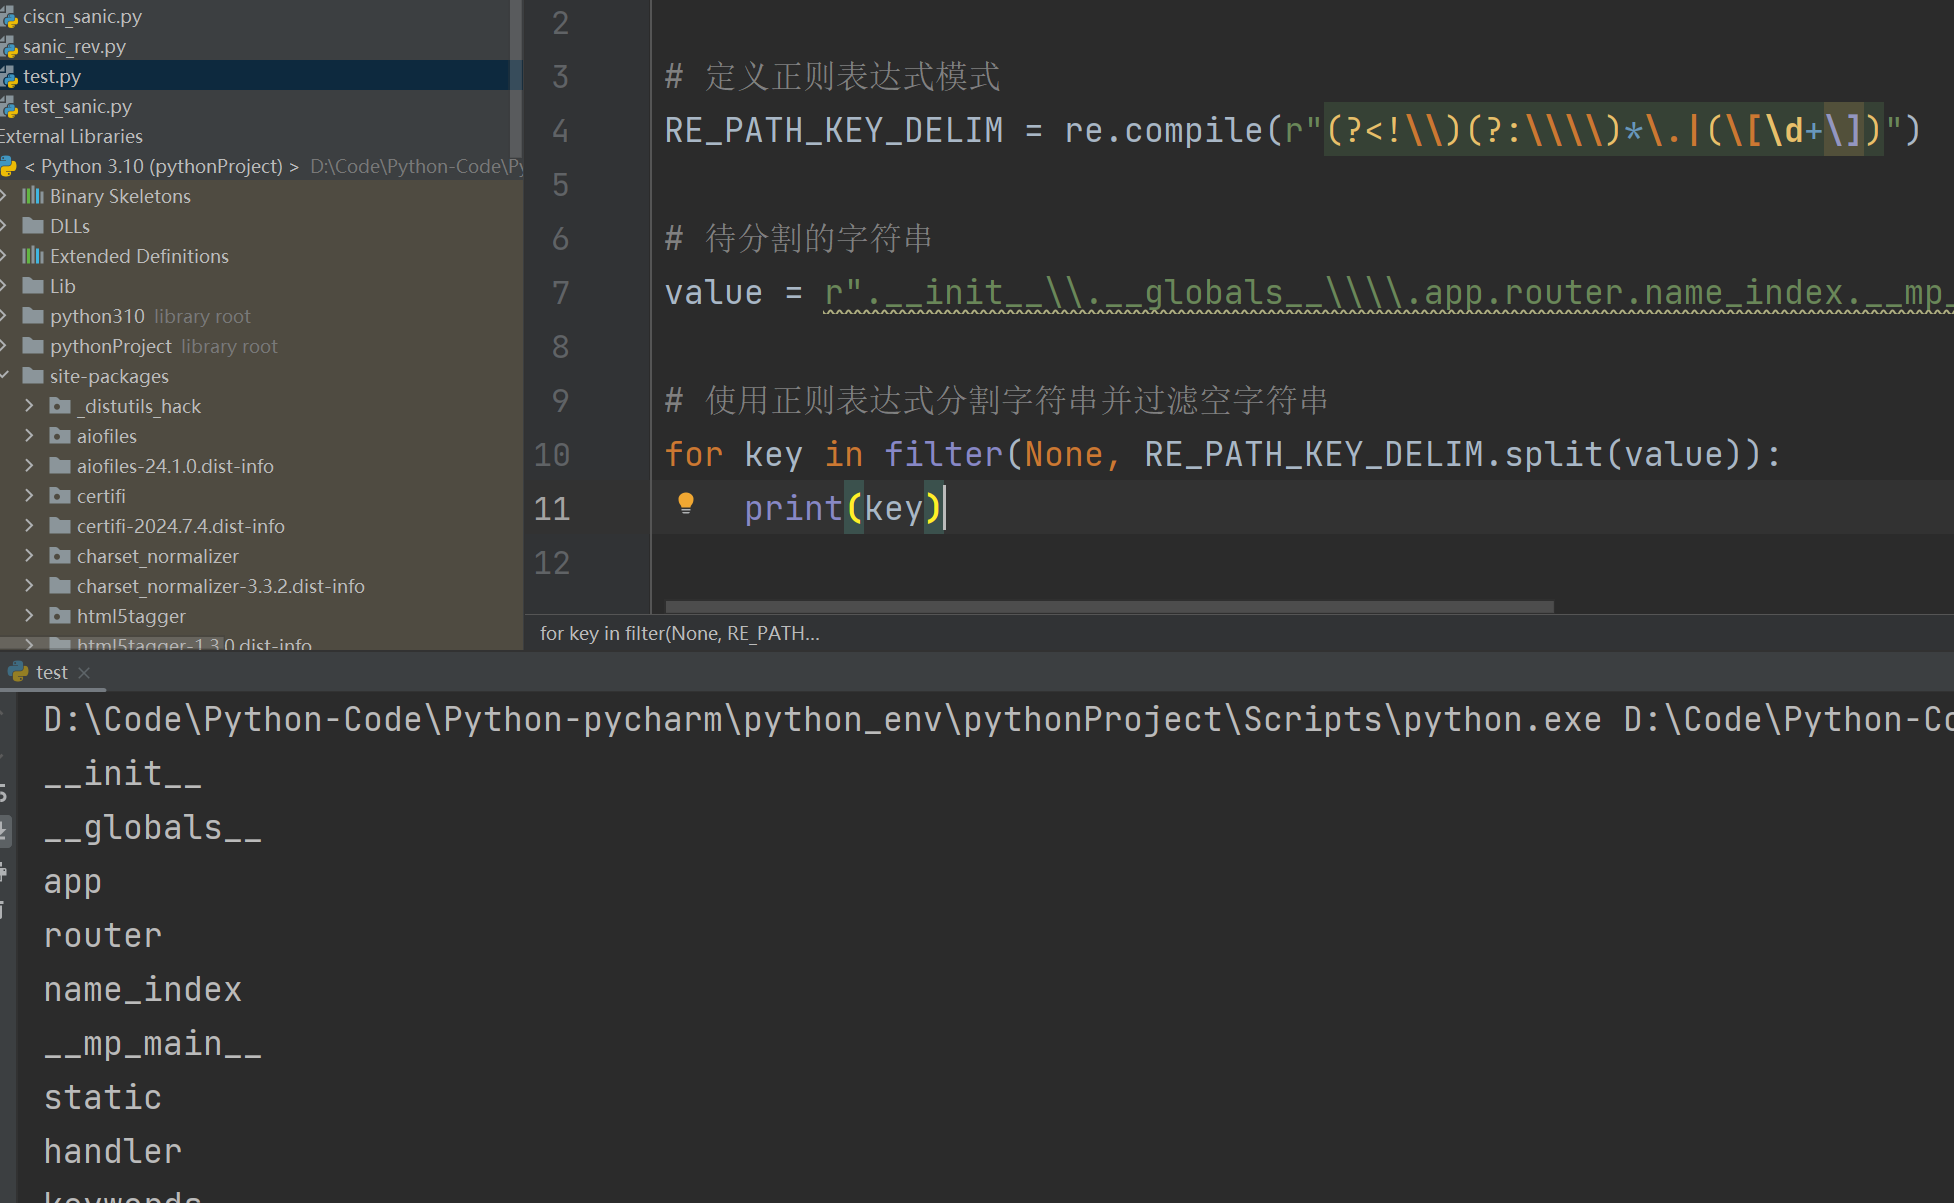 ciscn_sanic.py
sanic_rev.py
test.py
test_sanic.py
External Libraries
< Python 3.10 (pythonProject) > D:\Code\Python-Code\Py
Binary Skeletons
DLLs
Extended Definitions
Lib
python310 library root
pythonProject library root
site-packages
_distutils_hack
aiofiles
aiofiles-24.1.0.dist-info
certifi
certifi-2024.7.4.dist-info
charset_normalizer
charset_normalizer-3.3.2.dist-info
html5tagger
html5tagger-1.3.0.dist-info
2
3 # 定义正则表达式模式
4 RE_PATH_KEY_DELIM = re.compile(r"(?<!\\)(?:\\\\)*\.|(\[\d+\])")
5
6 # 待分割的字符串
7 value = r".__init__\\.__globals__\\\\.app.router.name_index.__mp_
8
9 # 使用正则表达式分割字符串并过滤空字符串
10 for key in filter(None, RE_PATH_KEY_DELIM.split(value)):
11 print(key)
12
for key in filter(None, RE_PATH...
test
D:\Code\Python-Code\Python-pycharm\python_env\pythonProject\Scripts\python.exe D:\Code\Python-Co
__init__
__globals__
app
router
name_index
__mp_main__
static
handler
keywords